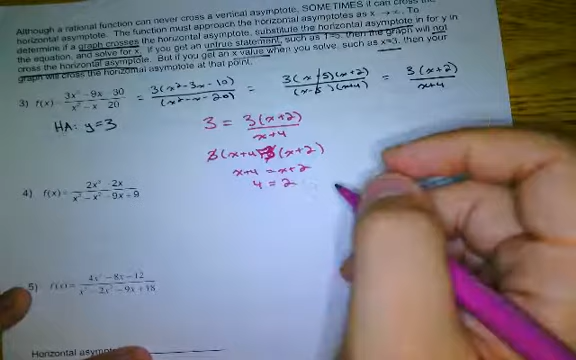 Although a rational function can never cross a vertical asymptote, SOMETIMES it can cross the
horizontal asymptote. The function must approach the horizontal asymptotes as x → ∞. To
determine if a graph crosses the horizontal asymptote, substitute the horizontal asymptote in for y in
the equation, and solve for x. If you get an untrue statement, such as 1=3, then the graph will not
cross the horizontal asymptote. But if you get an x value when you solve, such as x=3, then your
graph will cross the horizontal asymptote at that point.
3) f(x) = 3x² - 9x - 30 / x² - x - 20 = 3(x²-3x-10) / (x²-x-20) = 3(x-5)(x+2) / (x-5)(x+4) = 3(x+2) / x+4
HA: y=3
3 = 3(x+2) / x+4
3(x+4) = 3(x+2)
x+4 = x+2
4 = 2
4) f(x) = 2x³ - 2x / x³ - x² - 9x + 9
5) f(x) = 4x² - 8x - 12 / x³ - 2x² - 9x + 18
Horizontal asympt